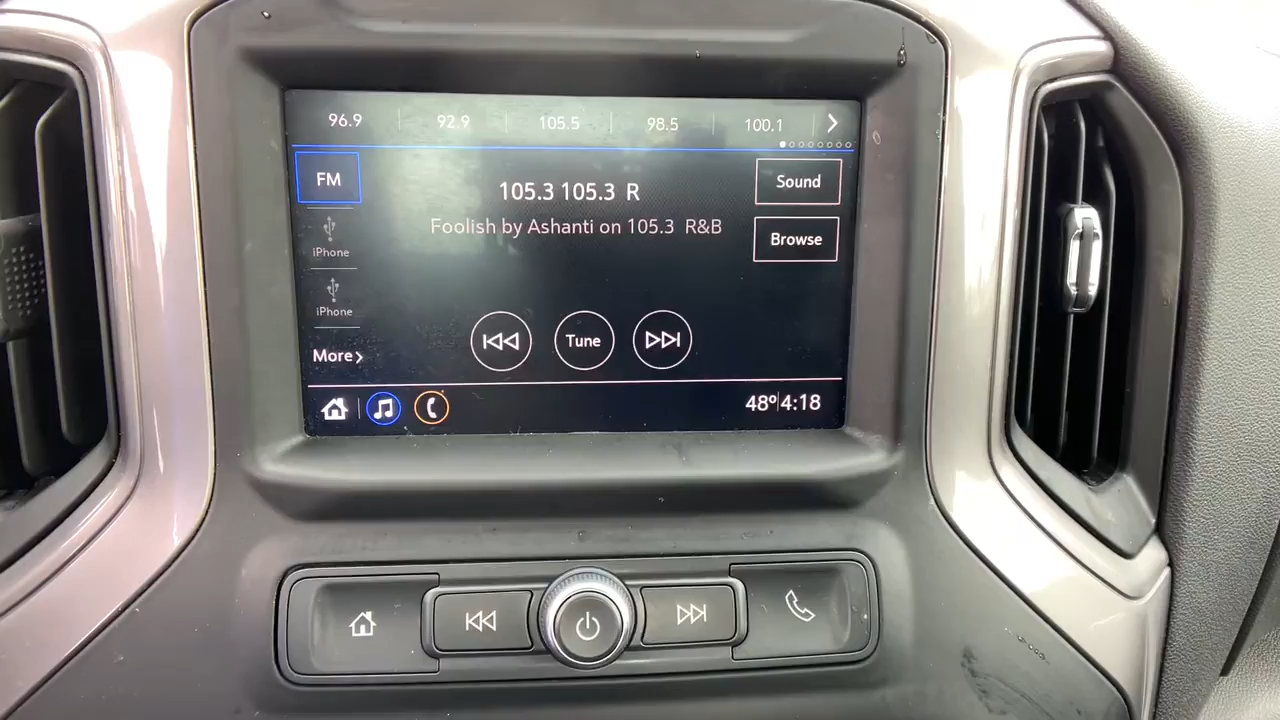 96.9 92.9 105.5 98.5 100.1
FM
105.3 105.3 R
Sound
Foolish by Ashanti on 105.3 R&B
Browse
iPhone
iPhone
Tune
More
48° 4:18